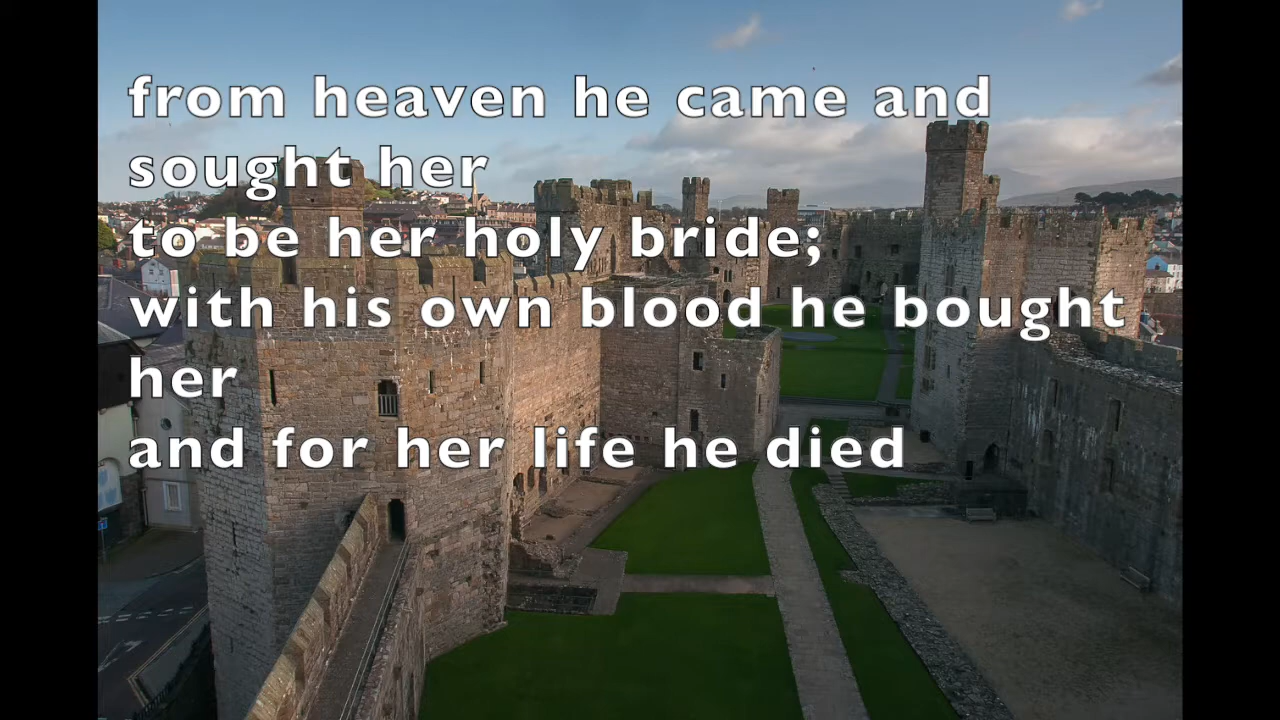 from heaven he came and
sought her
to be her holy bride;
with his own blood he bought
her
and for her life he died